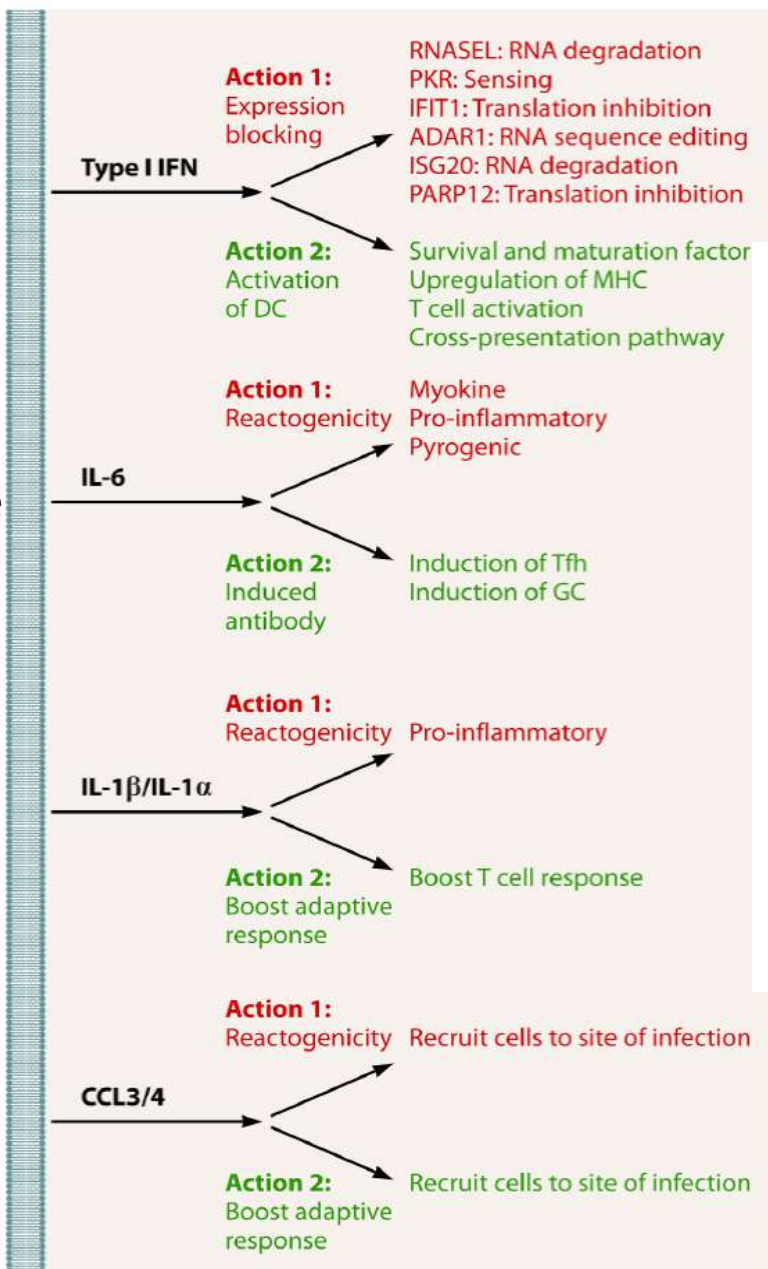 RNASEL: RNA degradation
Action 1:
PKR: Sensing
Expression
IFIT1: Translation inhibition
blocking
ADAR1: RNA sequence editing
Type I IFN
ISG20: RNA degradation
PARP12: Translation inhibition
Action 2:
Survival and maturation factor
Activation
Upregulation of MHC
of DC
T cell activation
Cross-presentation pathway
Action 1:
Myokine
Reactogenicity
Pro-inflammatory
Pyrogenic
IL-6
Action 2:
Induction of Tfh
Induced
Induction of GC
antibody
Action 1:
Reactogenicity
Pro-inflammatory
IL-1β/IL-1α
Action 2:
Boost T cell response
Boost adaptive
response
Action 1:
Reactogenicity
Recruit cells to site of infection
CCL3/4
Action 2:
Recruit cells to site of infection
Boost adaptive
response